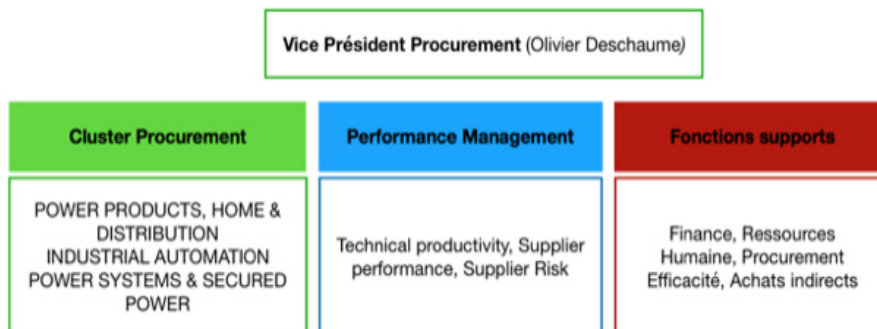 Vice Président Procurement (Olivier Deschaume)
Cluster Procurement
Performance Management
Fonctions supports
POWER PRODUCTS, HOME &
DISTRIBUTION
INDUSTRIAL AUTOMATION
POWER SYSTEMS & SECURED
POWER
Technical productivity, Supplier
performance, Supplier Risk
Finance, Ressources
Humaine, Procurement
Efficacité, Achats indirects